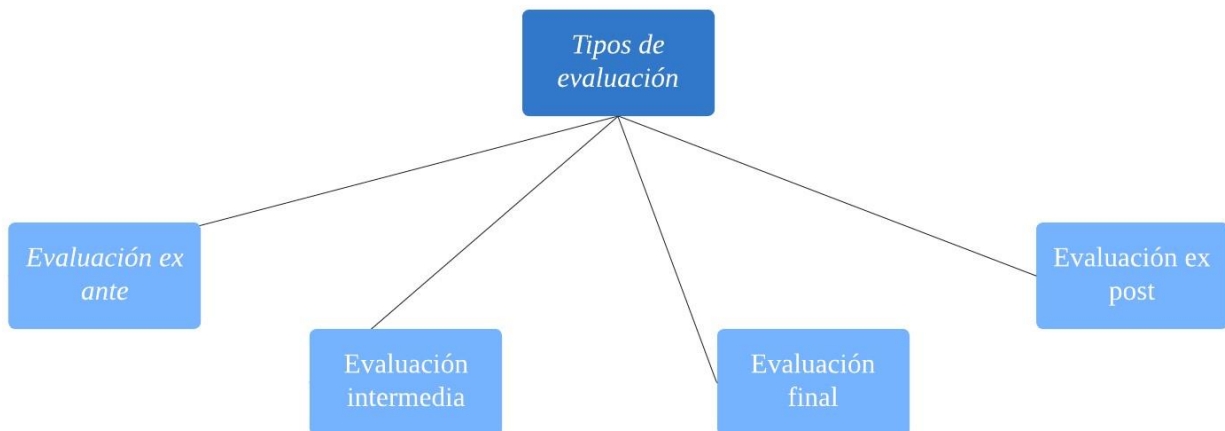 Tipos de
evaluación
Evaluación ex
ante
Evaluación ex
post
Evaluación
intermedia
Evaluación
final